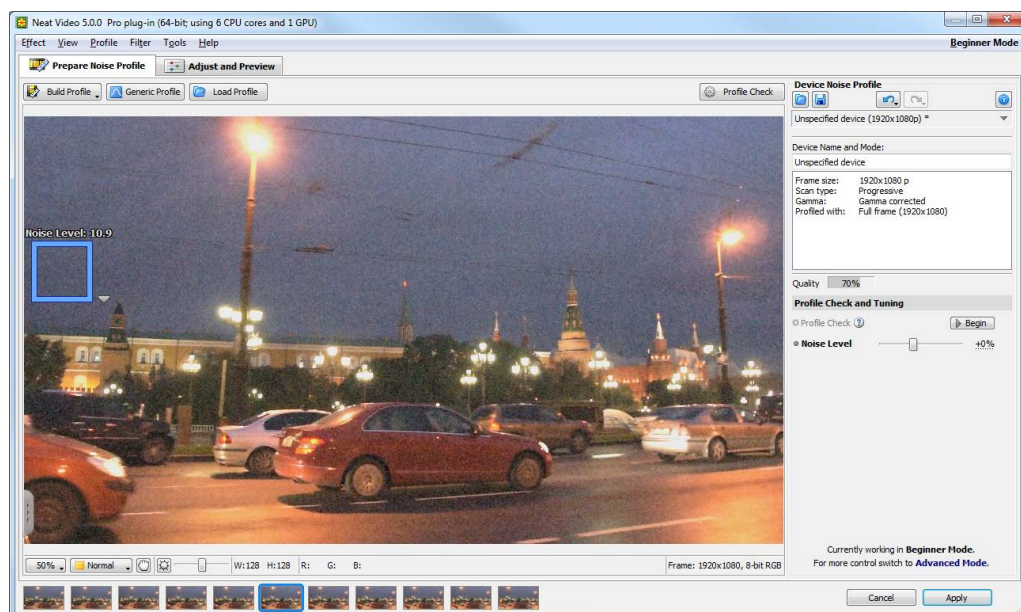 Neat Video 5.0.0 Pro plug-in (64-bit; using 6 CPU cores and 1 GPU)
Effect View Profile Filter Tools Help Beginner Mode
Prepare Noise Profile Adjust and Preview
Build Profile Generic Profile Load Profile Profile Check
Noise Level: 10.9
Device Noise Profile
Unspecified device (1920x1080p) *
Device Name and Mode:
Unspecified device
Frame size: 1920x1080 p
Scan type: Progressive
Gamma: Gamma corrected
Profiled with: Full frame (1920x1080)
Quality 70%
Profile Check and Tuning
Profile Check Begin
Noise Level +0%
Currently working in Beginner Mode.
For more control switch to Advanced Mode.
50% Normal W:128 H:128 R: G: B: Frame: 1920x1080, 8-bit RGB
Cancel Apply